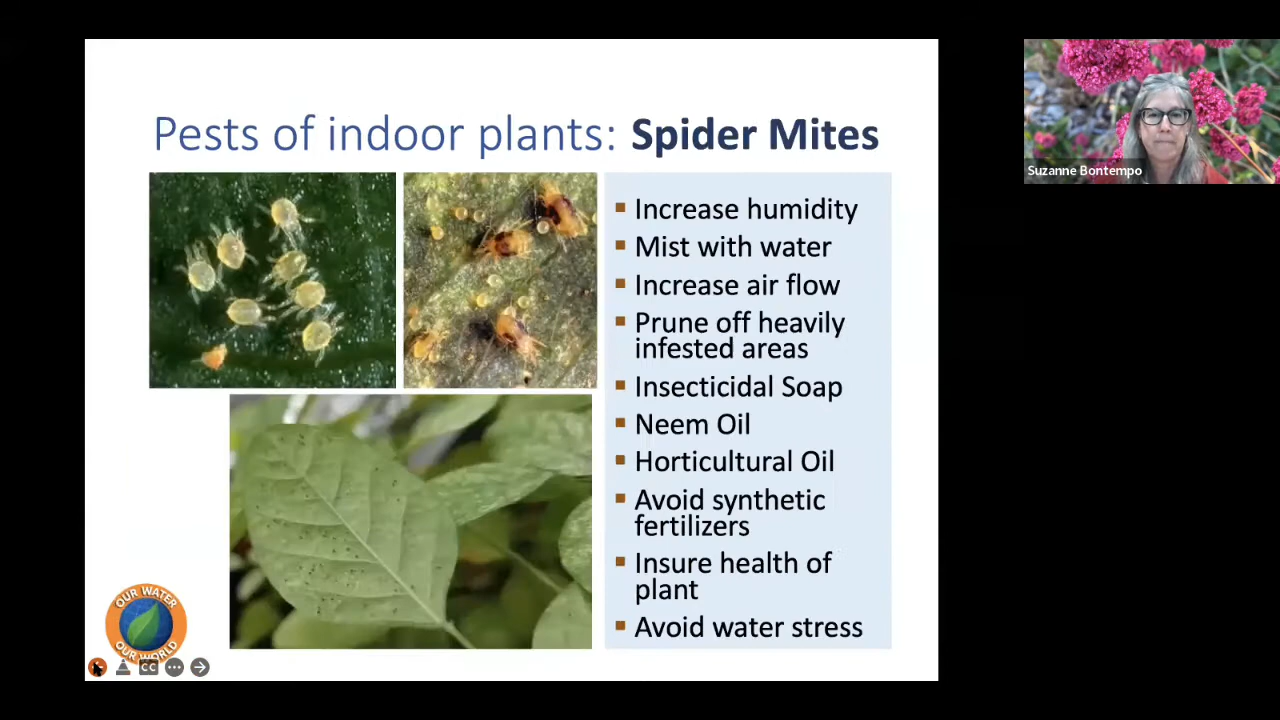 Pests of indoor plants: Spider Mites
Increase humidity
Mist with water
Increase air flow
Prune off heavily
infested areas
Insecticidal Soap
Neem Oil
Horticultural Oil
Avoid synthetic
fertilizers
Insure health of
plant
Avoid water stress
OUR WATER
OUR WORLD
CC
Suzanne Bontempo